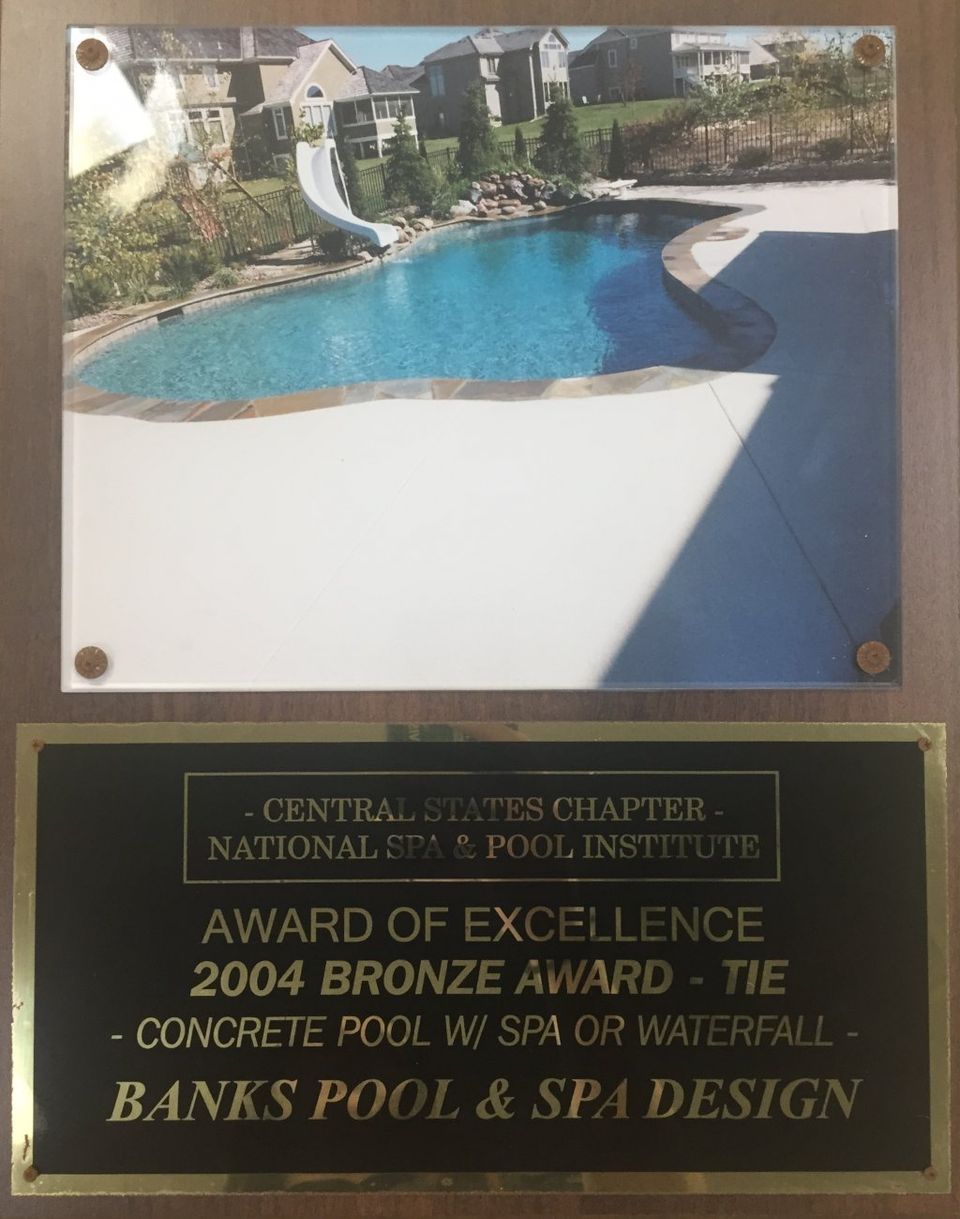 - CENTRAL STATES CHAPTER -
NATIONAL SPA & POOL INSTITUTE
AWARD OF EXCELLENCE
2004 BRONZE AWARD - TIE
- CONCRETE POOL W/ SPA OR WATERFALL -
BANKS POOL & SPA DESIGN